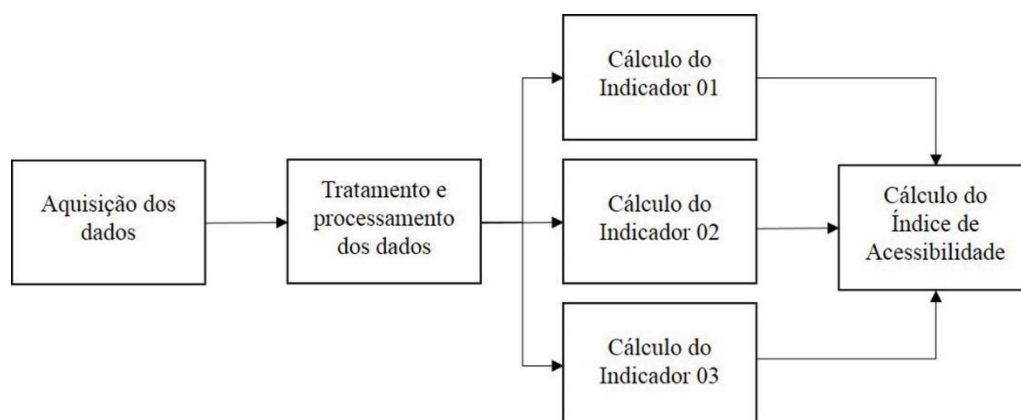 Aquisição dos
dados
Tratamento e
processamento
dos dados
Cálculo do
Indicador 01
Cálculo do
Indicador 02
Cálculo do
Indicador 03
Cálculo do
Índice de
Acessibilidade